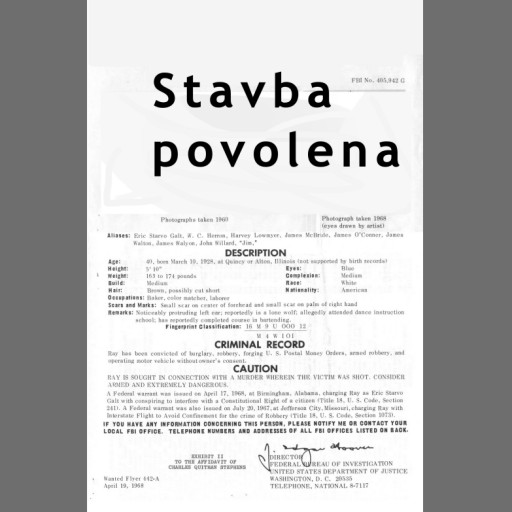 FBI No. 405,942 G
Stavba
povolena
Photographs taken 1960
Photograph taken 1968
(eyes drawn by artist)
Aliases: Eric Starvo Galt, W. C. Herron, Harvey Lowmyer, James McBride, James O'Connor, James
Walton, James Walyon, John Willard, "Jim,"
DESCRIPTION
Age: 40, born March 10, 1928, at Quincy or Alton, Illinois (not supported by birth records)
Height: 5' 10" Eyes: Blue
Weight: 163 to 174 pounds Complexion: Medium
Build: Medium Race: White
Hair: Brown, possibly cut short Nationality: American
Occupations: Baker, color matcher, laborer
Scars and Marks: Small scar on center of forehead and small scar on palm of right hand
Remarks: Noticeably protruding left ear; reportedly is a lone wolf; allegedly attended dance instruction
school; has reportedly completed course in bartending.
Fingerprint Classification: 16 M 9 U OOO 12
M 4 W IOI
CRIMINAL RECORD
Ray has been convicted of burglary, robbery, forging U. S. Postal Money Orders, armed robbery, and
operating motor vehicle without owner's consent.
CAUTION
RAY IS SOUGHT IN CONNECTION WITH A MURDER WHEREIN THE VICTIM WAS SHOT. CONSIDER
ARMED AND EXTREMELY DANGEROUS.
A Federal warrant was issued on April 17, 1968, at Birmingham, Alabama, charging Ray as Eric Starvo
Galt with conspiring to interfere with a Constitutional Right of a citizen (Title 18, U. S. Code, Section
241). A Federal warrant was also issued on July 20, 1967, at Jefferson City, Missouri, charging Ray with
Interstate Flight to Avoid Confinement for the crime of Robbery (Title 18, U. S. Code, Section 1073).
IF YOU HAVE ANY INFORMATION CONCERNING THIS PERSON, PLEASE NOTIFY ME OR CONTACT YOUR
LOCAL FBI OFFICE. TELEPHONE NUMBERS AND ADDRESSES OF ALL FBI OFFICES LISTED ON BACK.
J. Edgar Hoover
EXHIBIT II
TO THE AFFIDAVIT OF
CHARLES QUITMAN STEPHENS
DIRECTOR
FEDERAL BUREAU OF INVESTIGATION
UNITED STATES DEPARTMENT OF JUSTICE
WASHINGTON, D. C. 20535
TELEPHONE, NATIONAL 8-7117
Wanted Flyer 442-A
April 19, 1968